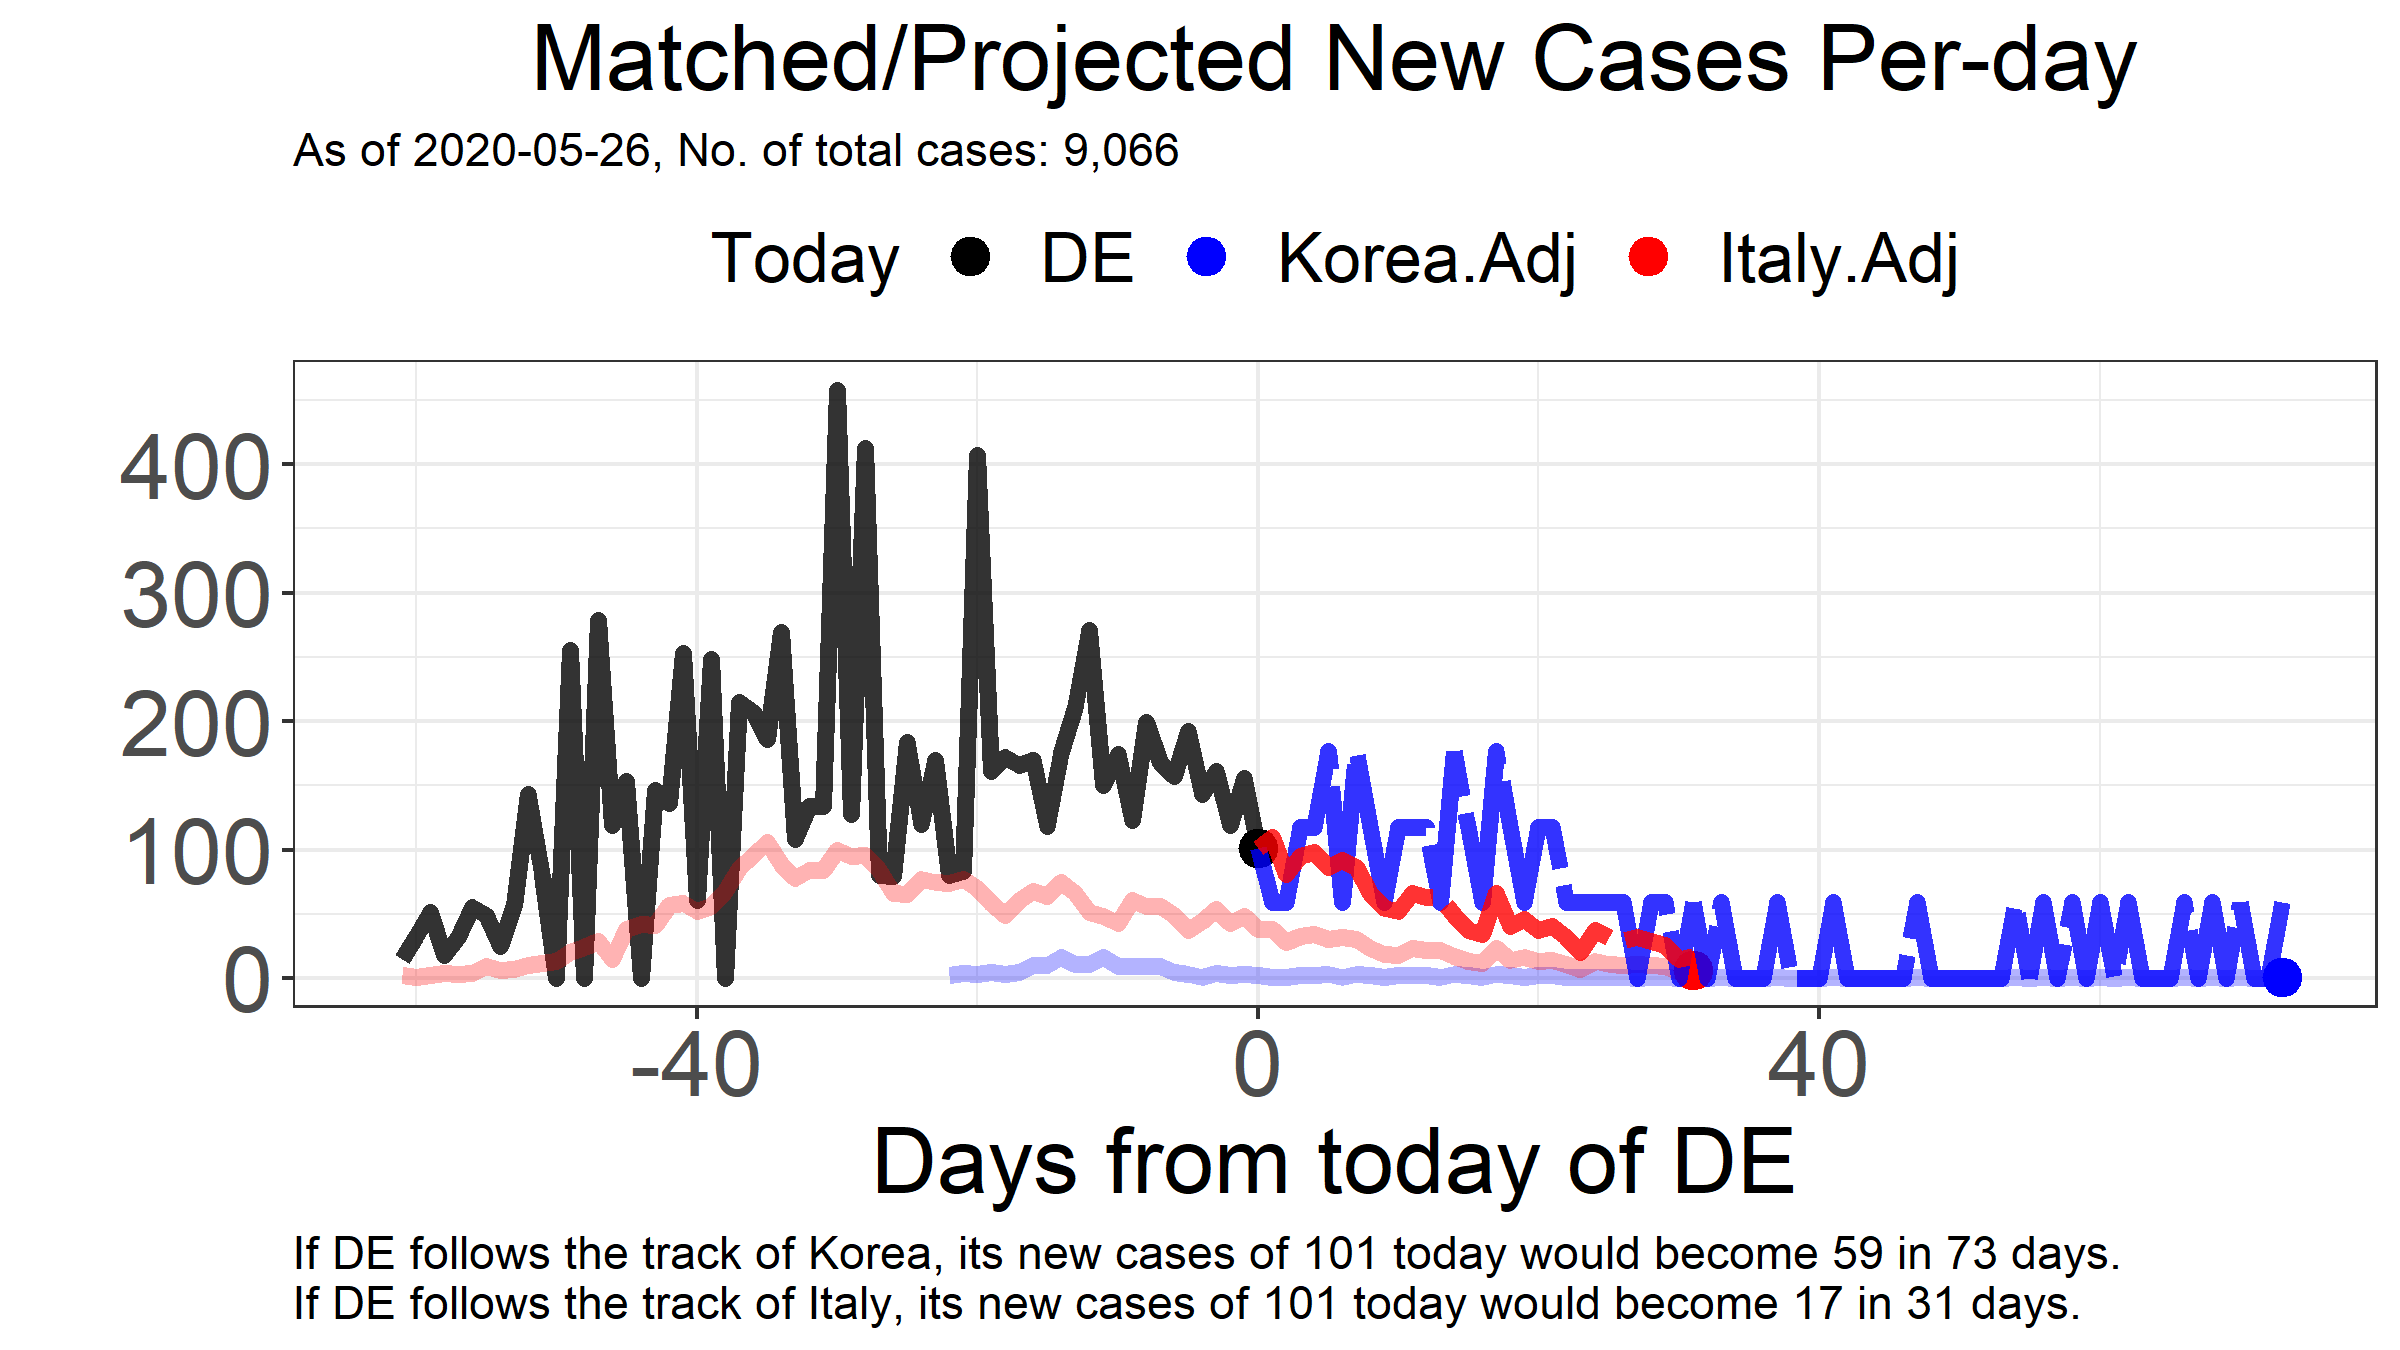 Matched/Projected New Cases Per-day
As of 2020-05-26, No. of total cases: 9,066
Today DE Korea.Adj Italy.Adj
400
300
200
100
0
-40 0 40
Days from today of DE
If DE follows the track of Korea, its new cases of 101 today would become 59 in 73 days.
If DE follows the track of Italy, its new cases of 101 today would become 17 in 31 days.